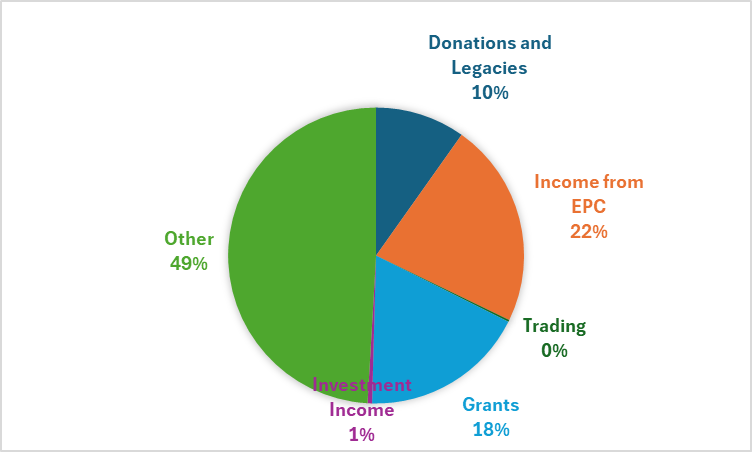 Donations and
Legacies
10%
Income from
EPC
22%
Trading
0%
Grants
18%
Investment
Income
1%
Other
49%